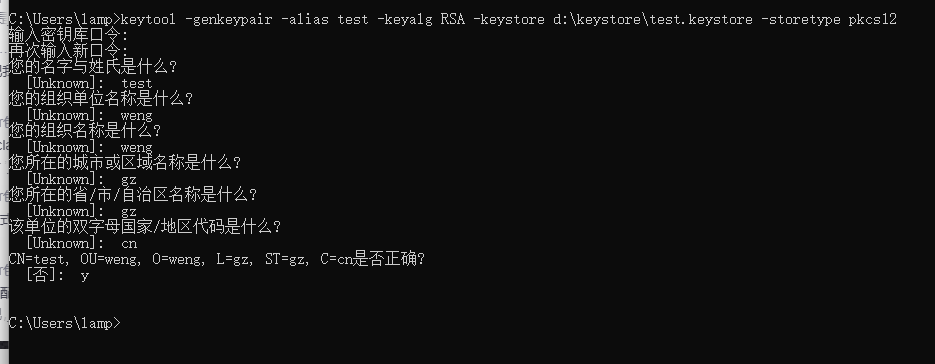 C:\Users\lamp>keytool -genkeypair -alias test -keyalg RSA -keystore d:\keystore\test.keystore -storetype pkcs12
输入密钥库口令:
再次输入新口令:
您的名字与姓氏是什么?
[Unknown]: test
您的组织单位名称是什么?
[Unknown]: weng
您的组织名称是什么?
[Unknown]: weng
您所在的城市或区域名称是什么?
[Unknown]: gz
您所在的省/市/自治区名称是什么?
[Unknown]: gz
该单位的双字母国家/地区代码是什么?
[Unknown]: cn
CN=test, OU=weng, O=weng, L=gz, ST=gz, C=cn是否正确?
[否]: y
C:\Users\lamp>